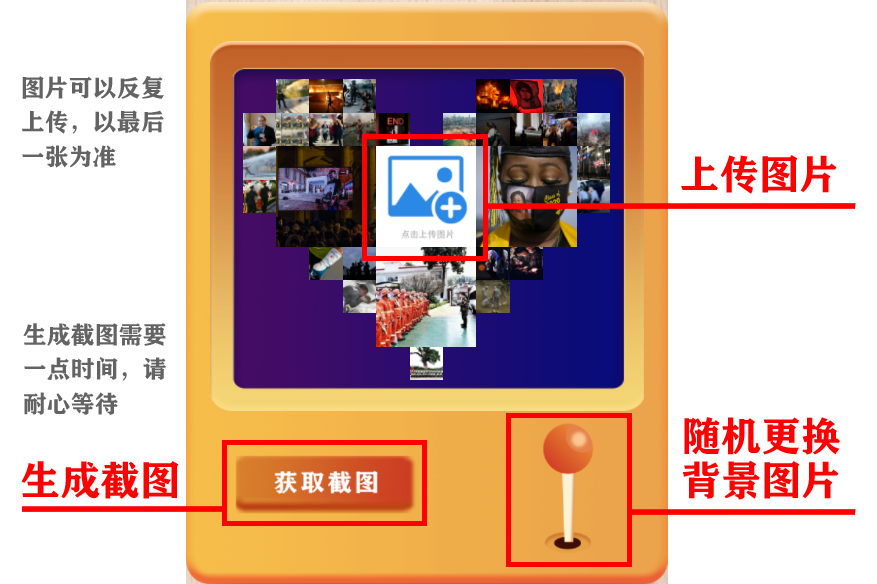 图片可以反复
上传，以最后
一张为准
END
上传图片
点击上传图片
生成截图需要
一点时间，请
耐心等待
生成截图
获取截图
随机更换
背景图片